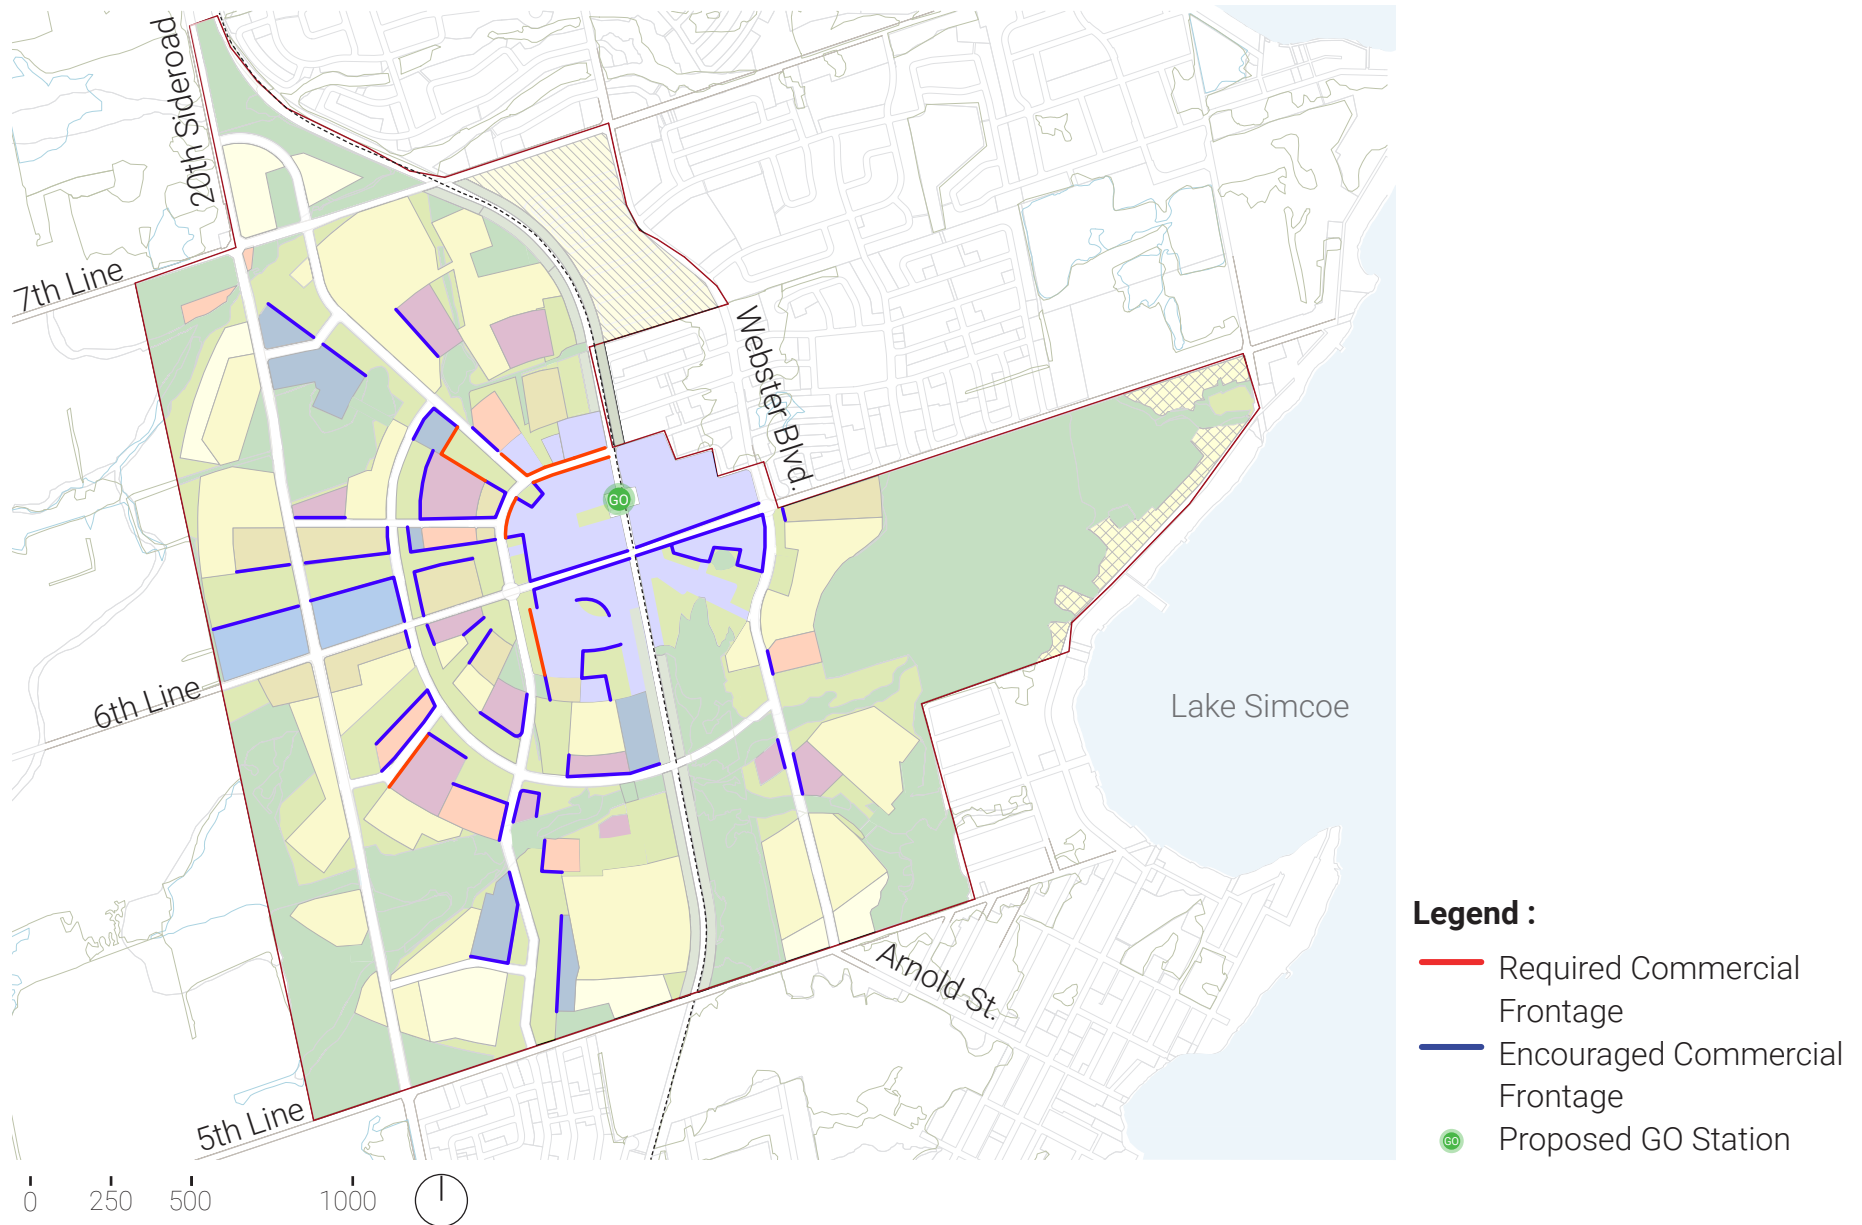 20th Sideroad
7th Line
Webster Blvd.
GO
6th Line
Lake Simcoe
Arnold St.
5th Line
0 250 500 1000
Legend :
Required Commercial
Frontage
Encouraged Commercial
Frontage
GO Proposed GO Station